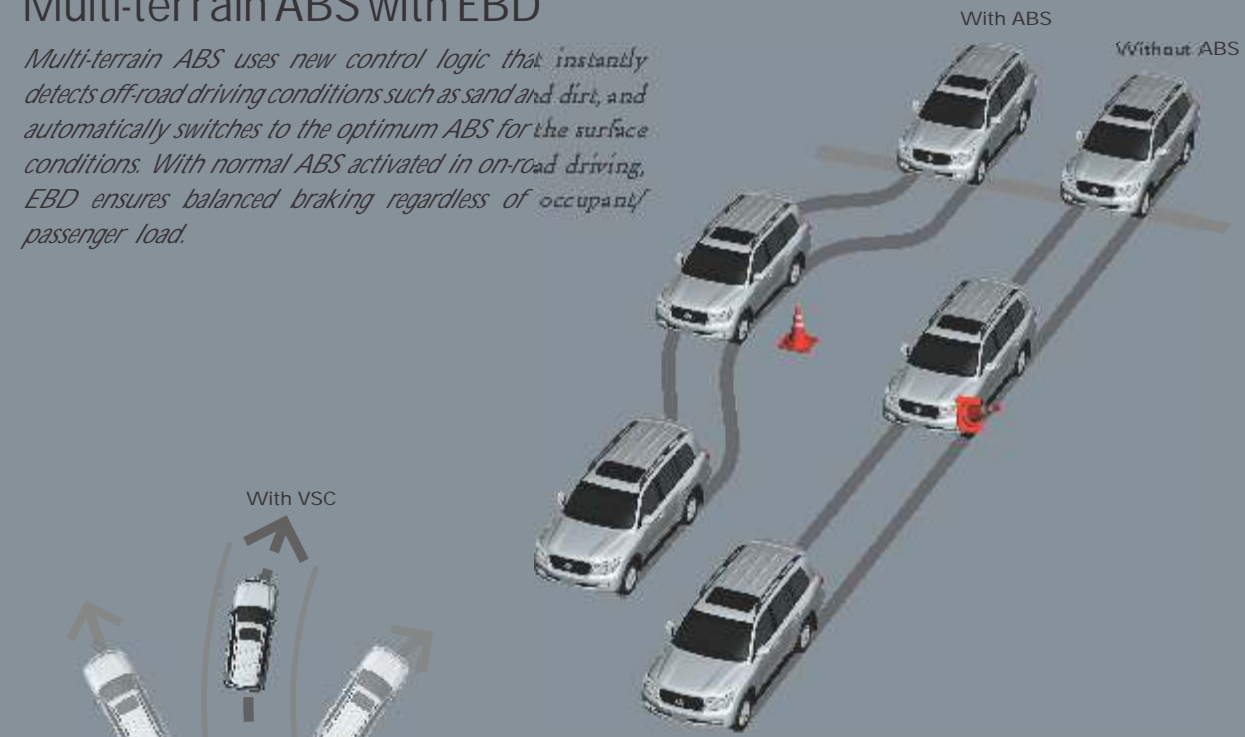 Multi-terrain ABS with EBD
Multi-terrain ABS uses new control logic that instantly
detects off-road driving conditions such as sand and dirt, and
automatically switches to the optimum ABS for the surface
conditions. With normal ABS activated in on-road driving,
EBD ensures balanced braking regardless of occupant/
passenger load.
With ABS
Without ABS
With VSC